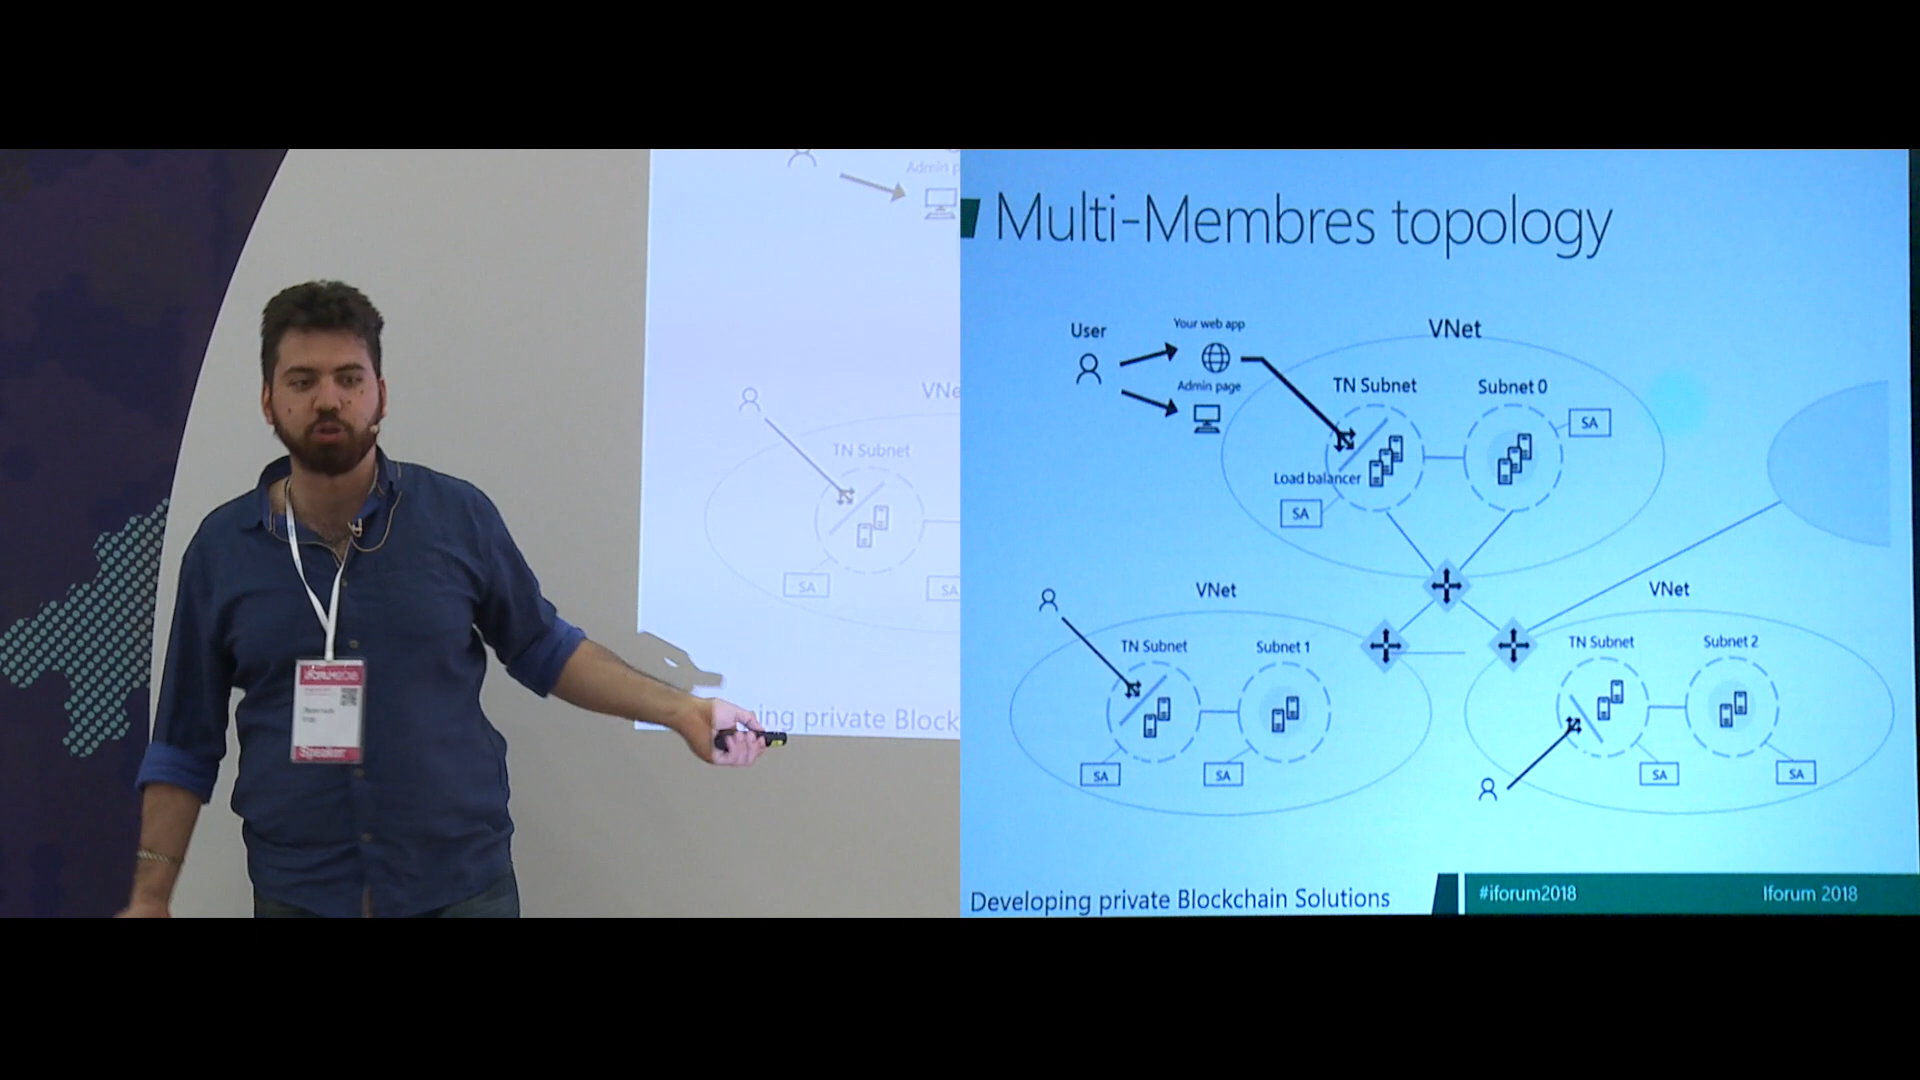 Admin p
VNe
TN Subnet
SA
SA
ing private Block
iFORUM2018
Speaker
Multi-Membres topology
User
Your web app
Admin page
VNet
TN Subnet
Subnet 0
SA
Load balancer
SA
VNet
VNet
TN Subnet
Subnet 1
TN Subnet
Subnet 2
SA
SA
SA
SA
Developing private Blockchain Solutions
#iforum2018
Iforum 2018